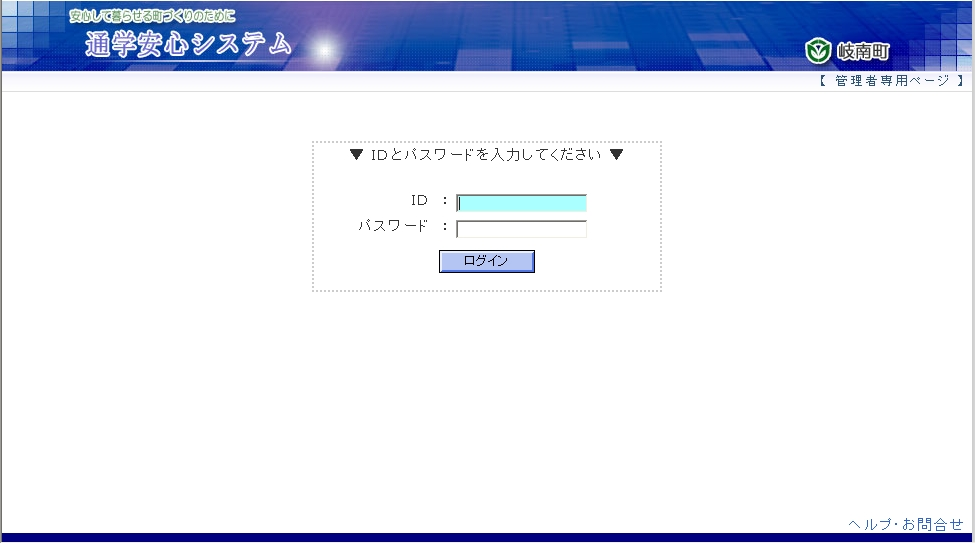 安心して暮らせる町づくりのために
通学安心システム
岐南町
【 管理者専用ページ 】
▼ IDとパスワードを入力してください ▼
ID :
パスワード :
ログイン
ヘルプ・お問合せ